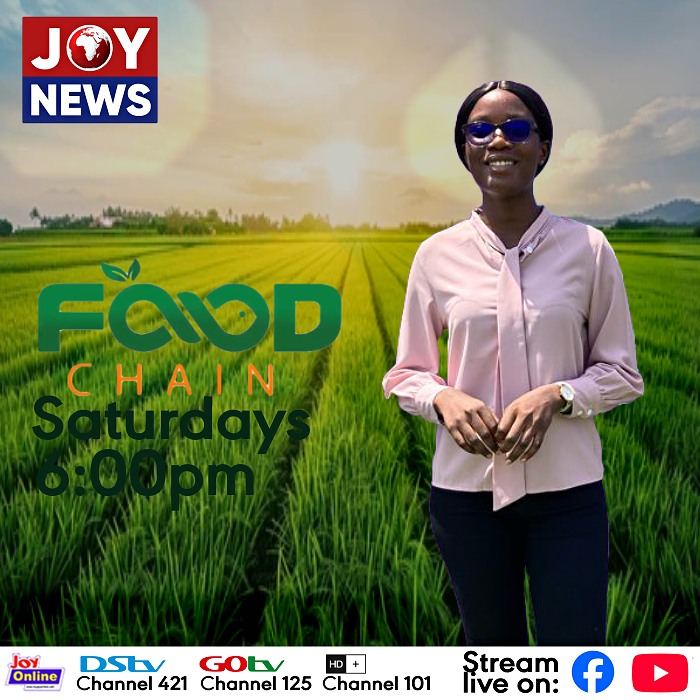 JOY
NEWS
FOOD
CHAIN
Saturdays
6:00pm
JOY
Online
DStv
Channel 421
GOtv
Channel 125
HD +
Channel 101
Stream
live on: